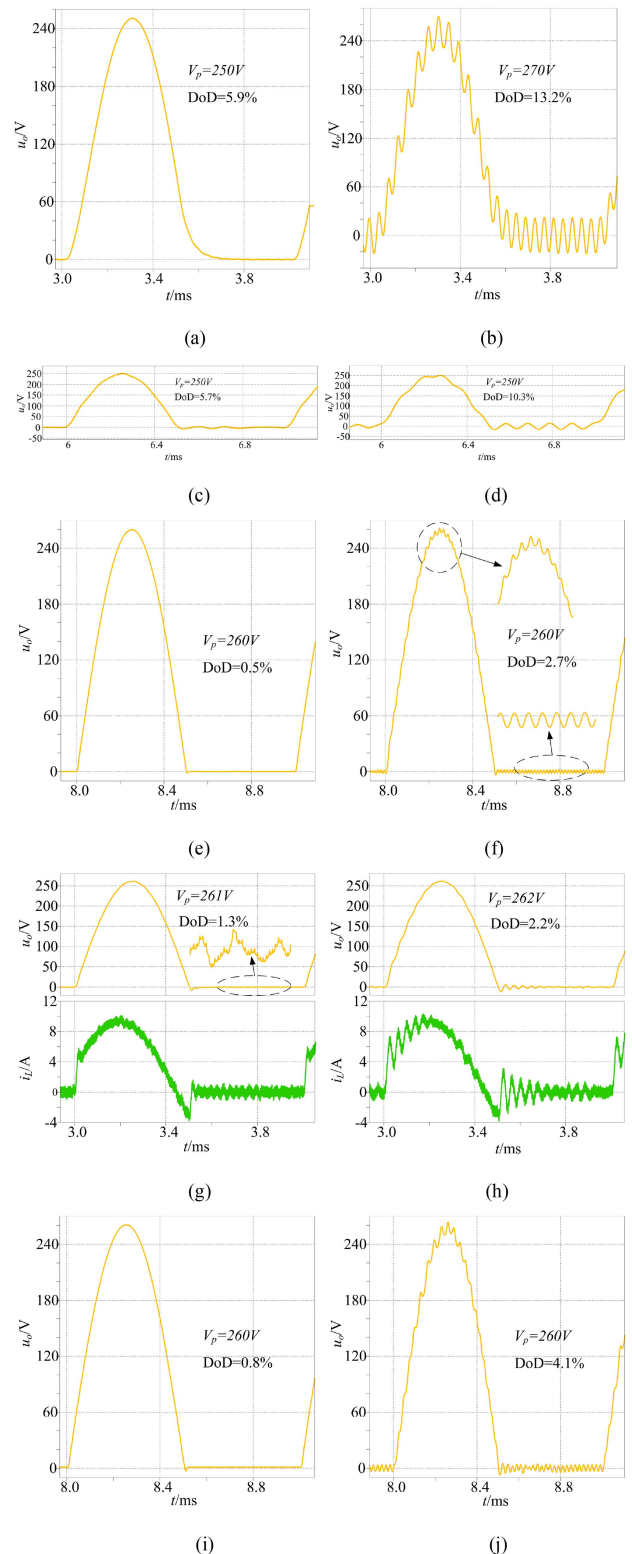 240
180
120
60
0
u_o/V
V_p=250V
DoD=5.9%
3.0
3.4
3.8
t/ms
(a)
240
180
120
60
0
u_o/V
V_p=270V
DoD=13.2%
3.0
3.4
3.8
t/ms
(b)
250
200
150
100
50
0
-50
u_o/V
V_p=250V
DoD=5.7%
6
6.4
6.8
t/ms
(c)
250
200
150
100
50
0
-50
u_o/V
V_p=250V
DoD=10.3%
6
6.4
6.8
t/ms
(d)
240
180
120
60
0
u_o/V
V_p=260V
DoD=0.5%
8.0
8.4
8.8
t/ms
(e)
240
180
120
60
0
u_o/V
V_p=260V
DoD=2.7%
8.0
8.4
8.8
t/ms
(f)
250
200
150
100
50
0
u_o/V
V_p=261V
DoD=1.3%
12
8
4
0
-4
i_L/A
3.0
3.4
3.8
t/ms
(g)
250
200
150
100
50
0
u_o/V
V_p=262V
DoD=2.2%
12
8
4
0
-4
i_L/A
3.0
3.4
3.8
t/ms
(h)
240
180
120
60
0
u_o/V
V_p=260V
DoD=0.8%
8.0
8.4
8.8
t/ms
(i)
240
180
120
60
0
u_o/V
V_p=260V
DoD=4.1%
8.0
8.4
8.8
t/ms
(j)